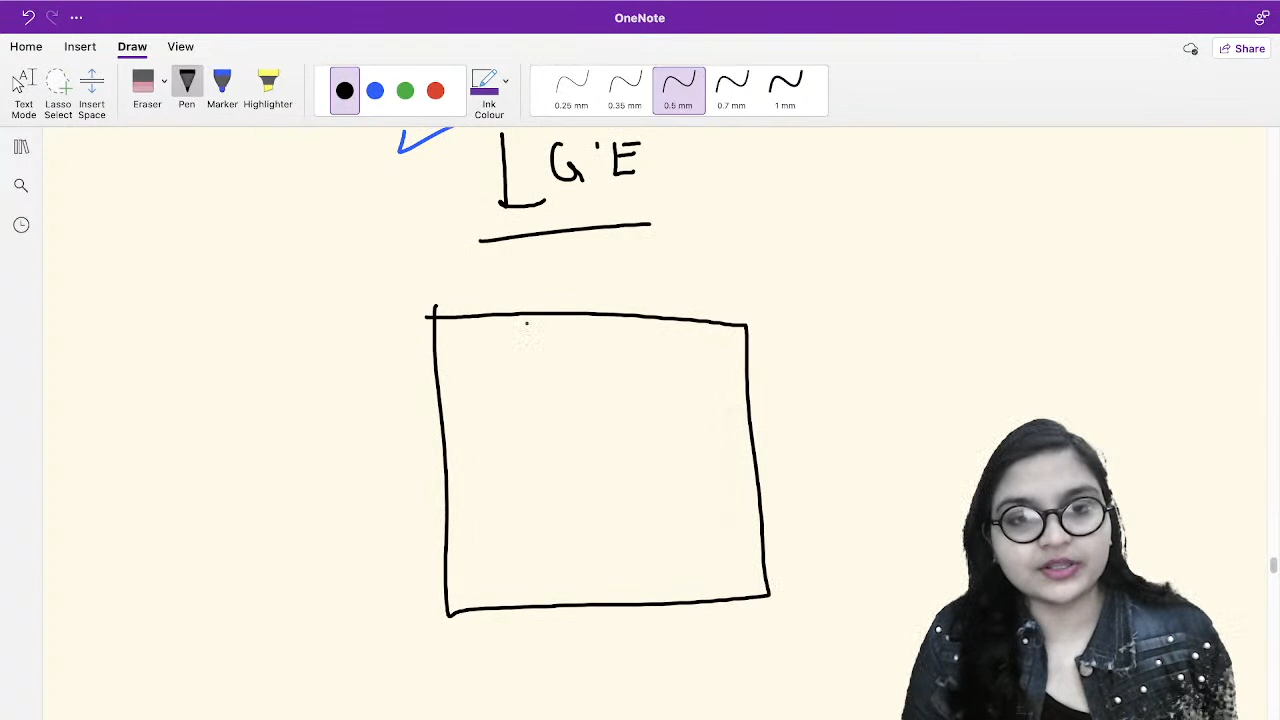 OneNote
Home Insert Draw View
Share
Text Mode
Lasso Select
Insert Space
Eraser
Pen
Marker
Highlighter
Ink Colour
0.25 mm
0.35 mm
0.5 mm
0.7 mm
1 mm
G'E